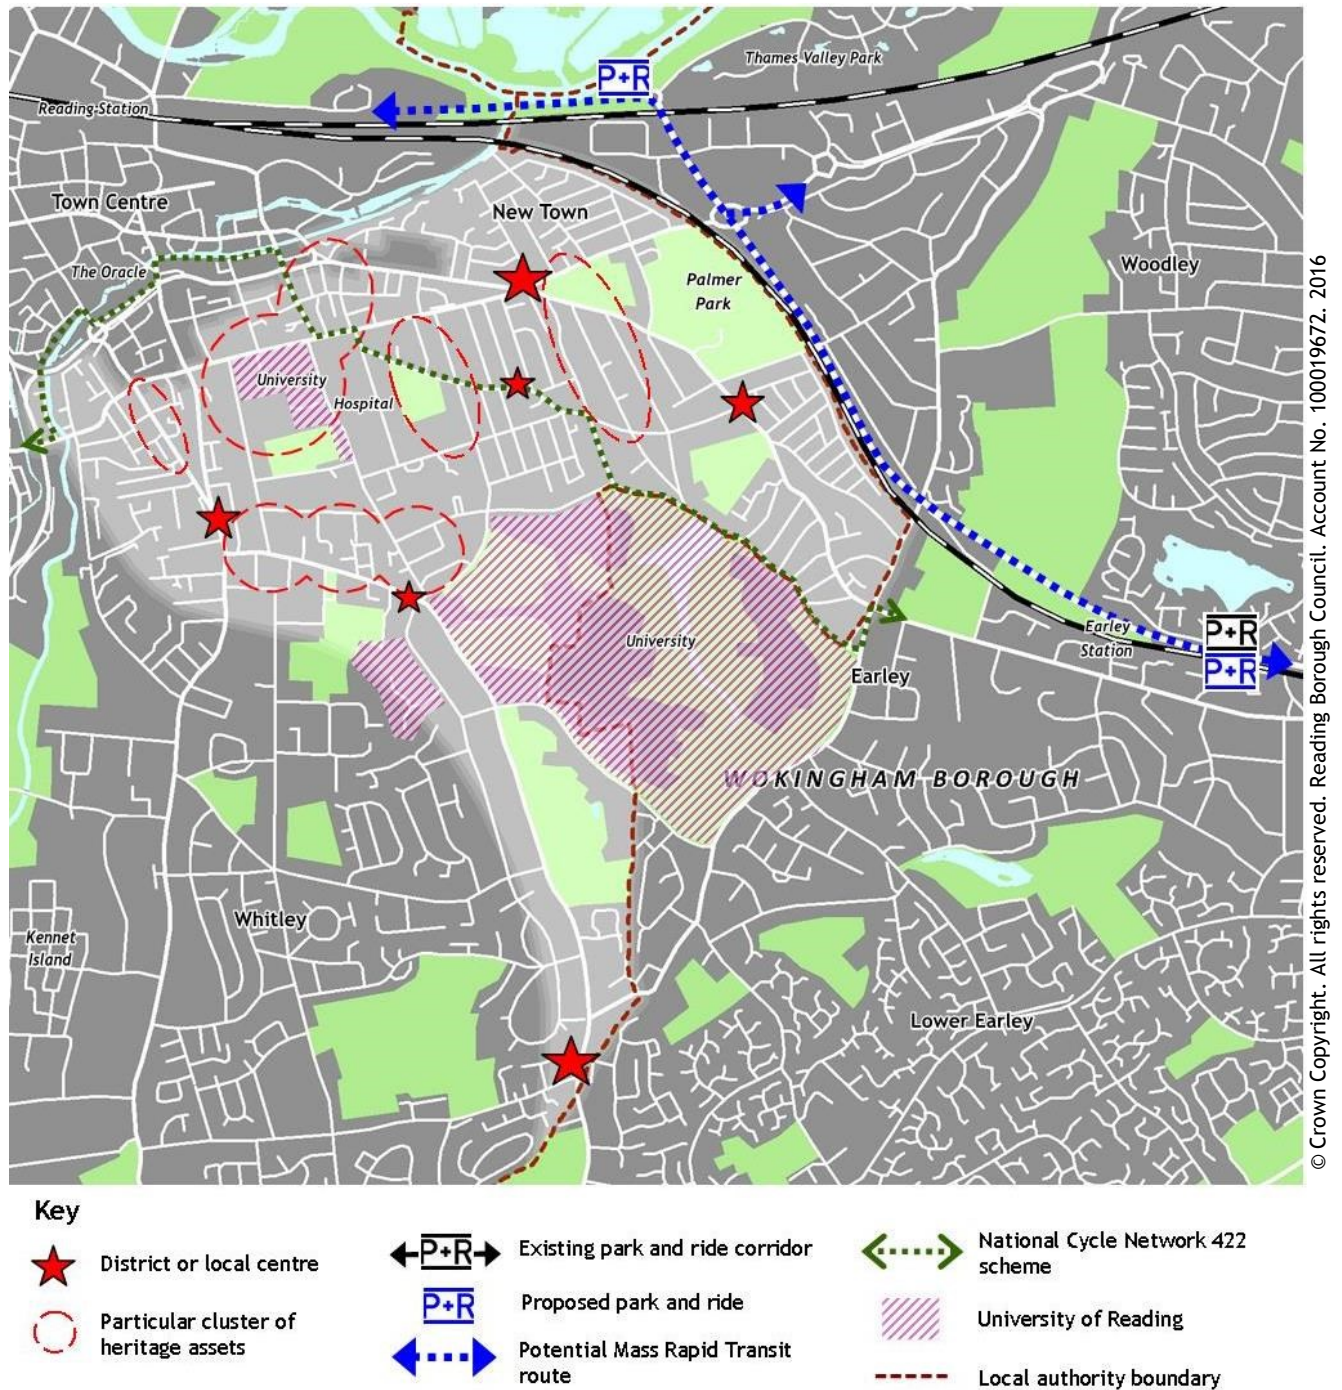 Thames Valley Park
P+R
Reading Station
Town Centre
New Town
The Oracle
Palmer
Park
Woodley
University
Hospital
University
Earley
Station
P+R
P+R
Earley
WOKINGHAM BOROUGH
Whitley
Kennet
Island
Lower Earley
© Crown Copyright. All rights reserved. Reading Borough Council. Account No. 100019672. 2016
Key
District or local centre
Particular cluster of
heritage assets
P+R
Existing park and ride corridor
P+R
Proposed park and ride
Potential Mass Rapid Transit
route
National Cycle Network 422
scheme
University of Reading
Local authority boundary